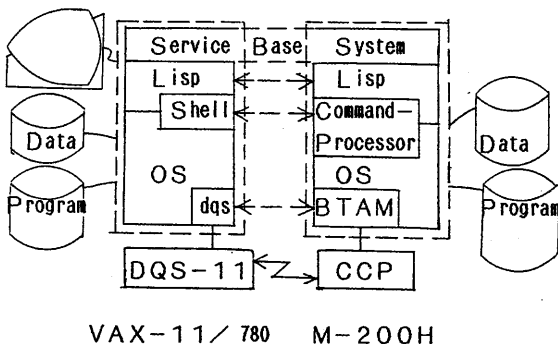 Service Base System
Lisp
Lisp
Shell
Command-
Processor
Data
Data
OS
OS
Program
Program
dqs
BTAM
DQS-11
CCP
VAX-11/780 M-200H